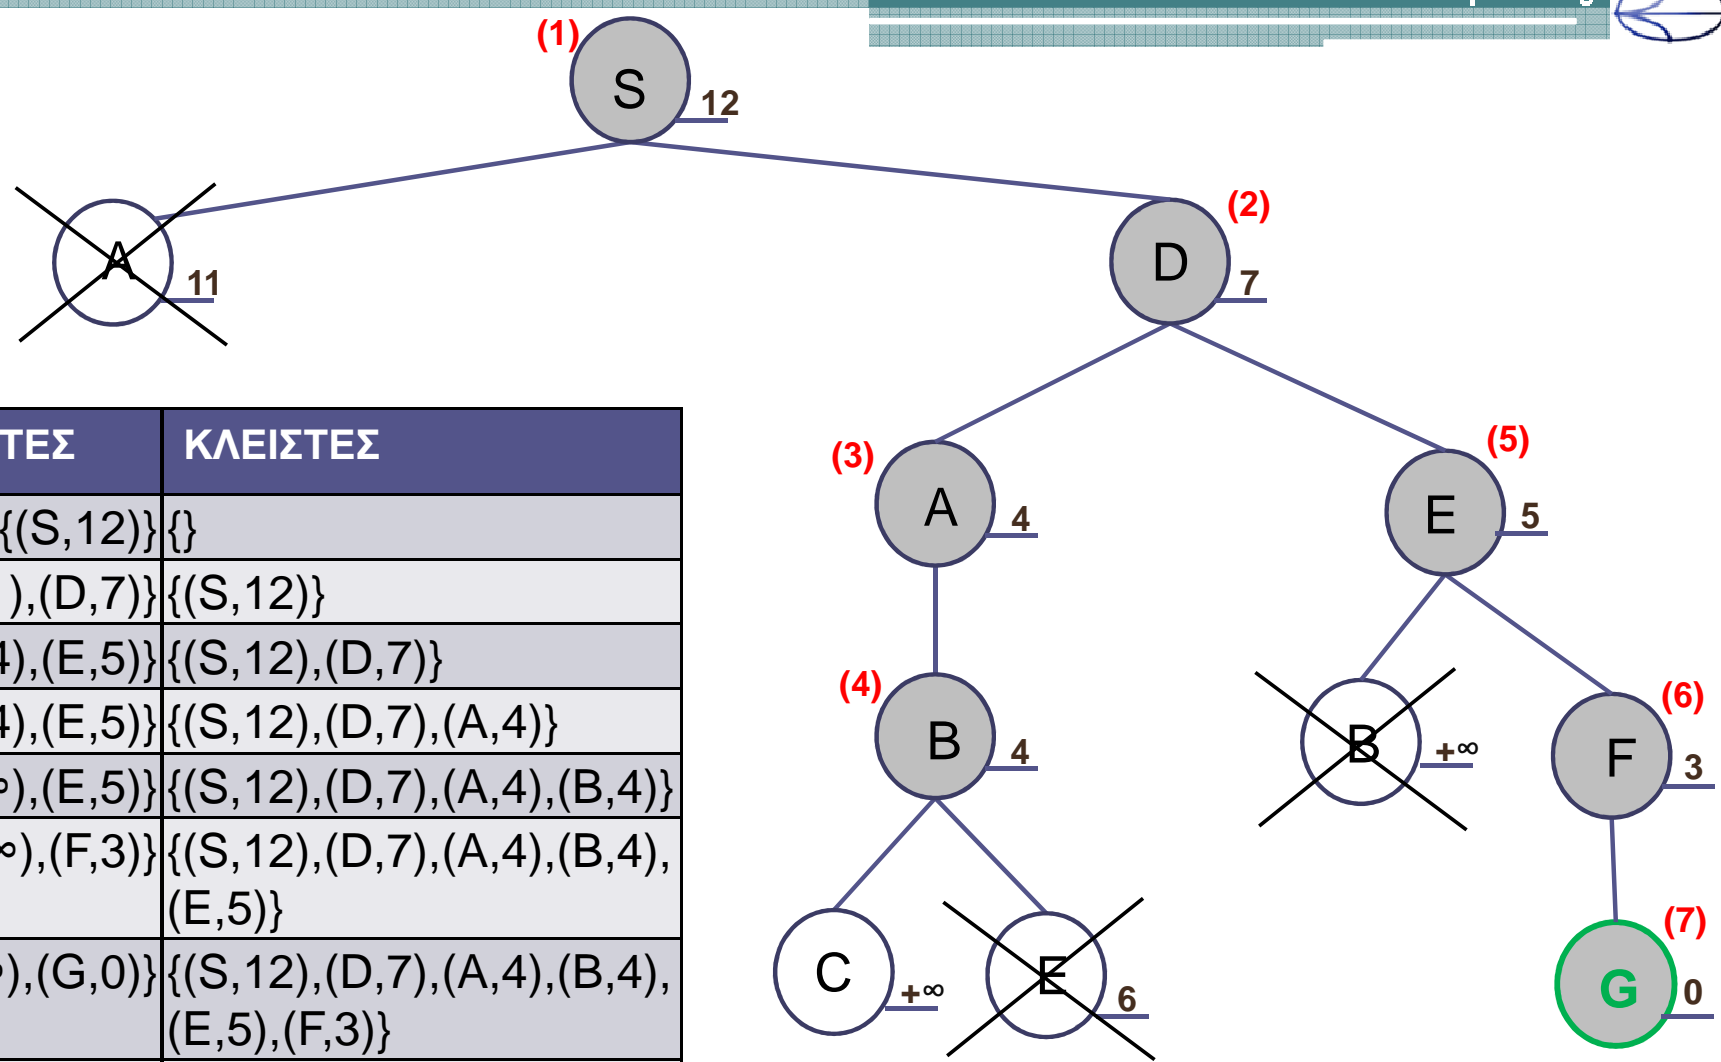 (1)
S
12
A
11
(2)
D
7
ΚΛΕΙΣΤΕΣ
{(S,12)} {}
),(D,7)} {(S,12)}
),(E,5)} {(S,12),(D,7)}
),(E,5)} {(S,12),(D,7),(A,4)}
),(E,5)} {(S,12),(D,7),(A,4),(B,4)}
),(F,3)} {(S,12),(D,7),(A,4),(B,4),
(E,5)}
),(G,0)} {(S,12),(D,7),(A,4),(B,4),
(E,5),(F,3)}
(3)
A
4
(5)
E
5
(4)
B
4
B
+∞
(6)
F
3
C
+∞
E
6
(7)
G
0